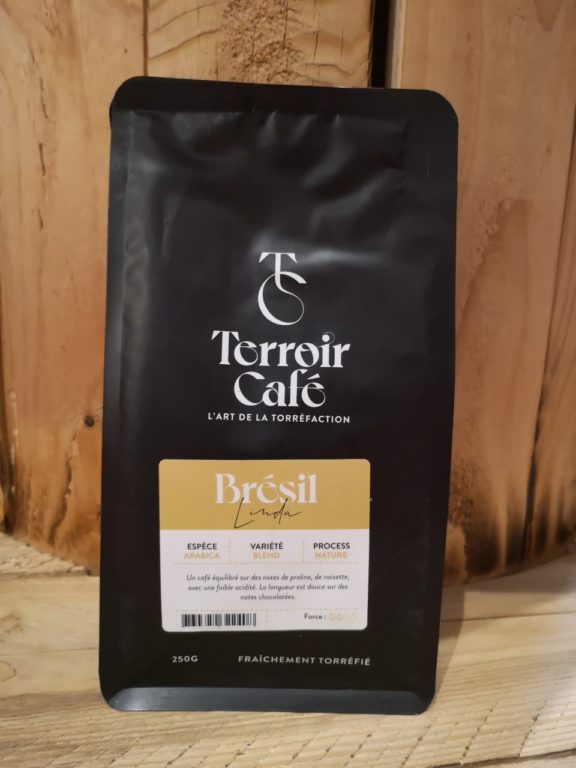 TC
Terroir
Café
L'ART DE LA TORRÉFACTION
Brésil
Linda
ESPÈCE VARIÉTÉ PROCESS
ARABICA BLEND NATURE
Un café équilibré sur des notes de praline, de noisette,
avec une faible acidité. La longueur est douce sur des
notes chocolatées.
Force :
250G FRAÎCHEMENT TORRÉFIÉ